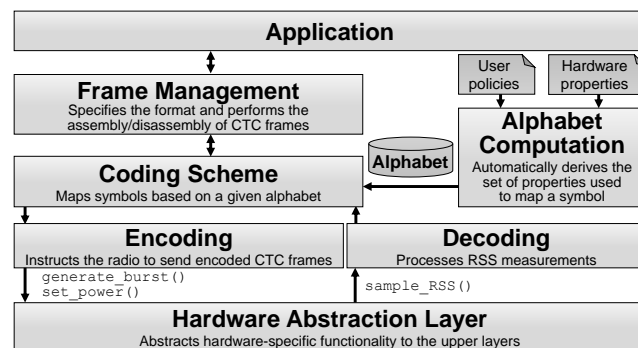 Application
User
policies
Hardware
properties
Frame Management
Specifies the format and performs the
assembly/disassembly of CTC frames
Alphabet
Computation
Automatically derives the
set of properties used
to map a symbol
Alphabet
Coding Scheme
Maps symbols based on a given alphabet
Encoding
Instructs the radio to send encoded CTC frames
Decoding
Processes RSS measurements
generate_burst()
set_power()
sample_RSS()
Hardware Abstraction Layer
Abstracts hardware-specific functionality to the upper layers